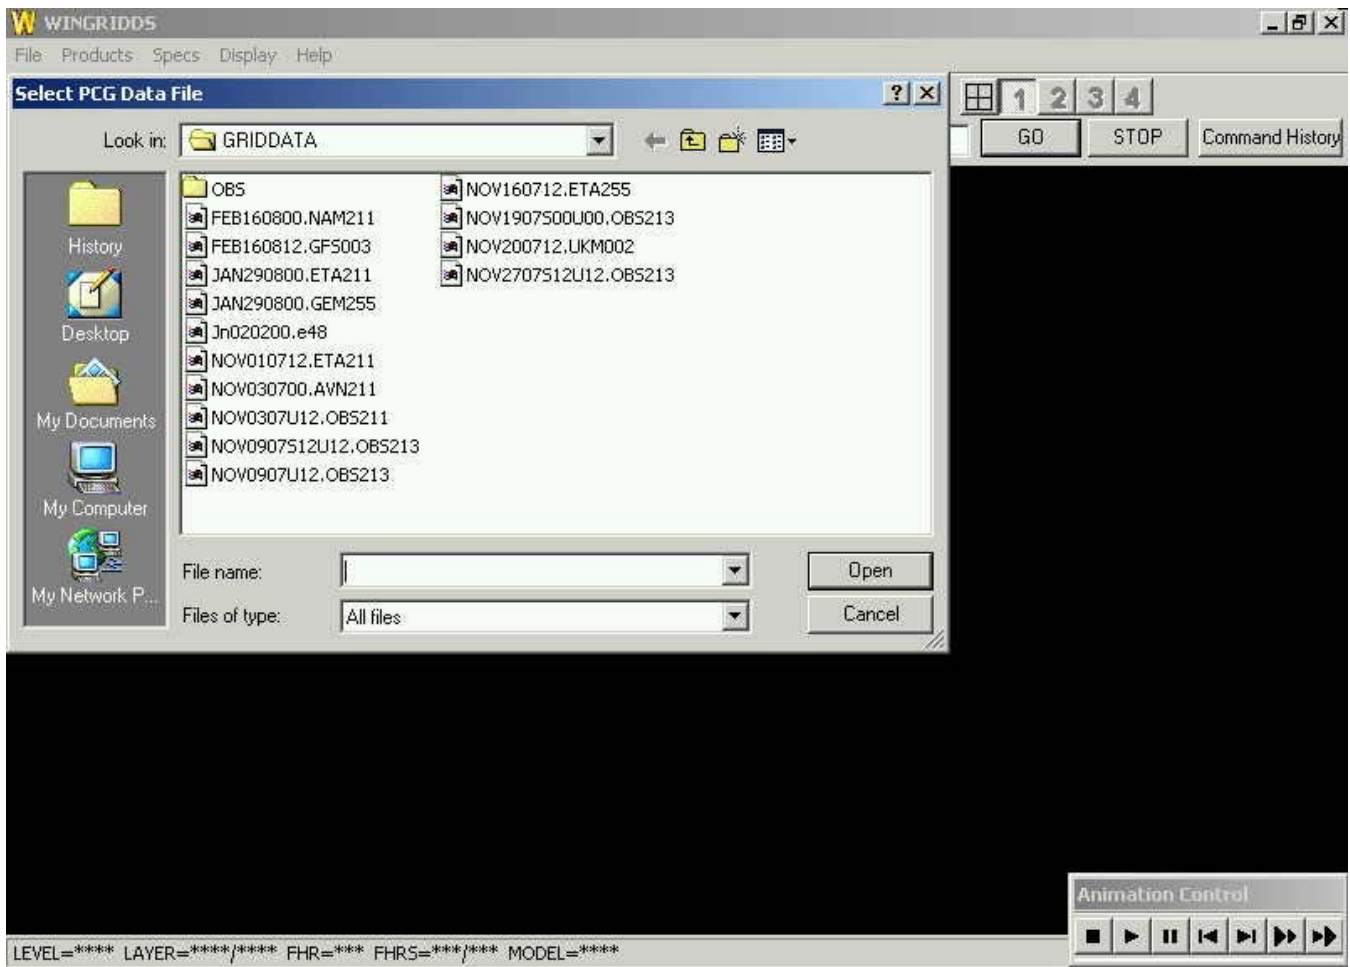 WINGRIDDS
File Products Specs Display Help
Select PCG Data File
1 2 3 4
Look in: GRIDDATA
GO STOP Command History
OBS
FEB160800.NAM211
FEB160812.GFS003
JAN290800.ETA211
JAN290800.GEM255
Jn020200.e48
NOV010712.ETA211
NOV030700.AVN211
NOV0307U12.OBS211
NOV0907S12U12.OBS213
NOV0907U12.OBS213
NOV160712.ETA255
NOV1907S00U00.OBS213
NOV200712.UKM002
NOV2707S12U12.OBS213
History
Desktop
My Documents
My Computer
My Network P...
File name:
Open
Files of type: All files
Cancel
Animation Control
LEVEL=**** LAYER=****/**** FHR=*** FHRS=***/*** MODEL=****